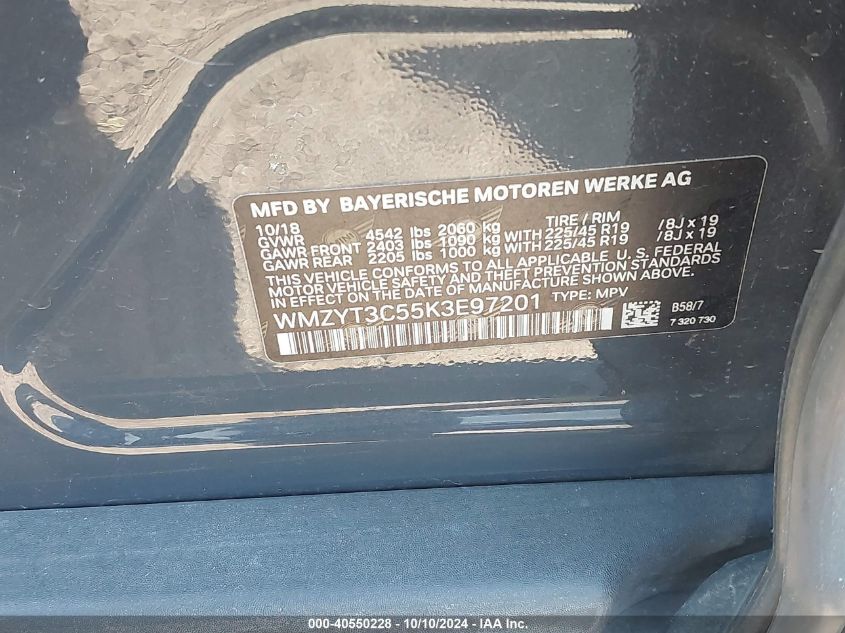 MFD BY BAYERISCHE MOTOREN WERKE AG
10/18 TIRE / RIM
GVWR 4542 lbs 2060 kg
GAWR FRONT 2403 lbs 1090 kg WITH 225/45 R19 /8J x 19
GAWR REAR 2205 lbs 1000 kg WITH 225/45 R19 /8J x 19
THIS VEHICLE CONFORMS TO ALL APPLICABLE U. S. FEDERAL
MOTOR VEHICLE SAFETY AND THEFT PREVENTION STANDARDS
IN EFFECT ON THE DATE OF MANUFACTURE SHOWN ABOVE.
WMZYT3C55K3E97201 TYPE: MPV
B58/7
7 320 730
000-40550228 - 10/10/2024 - IAA Inc.